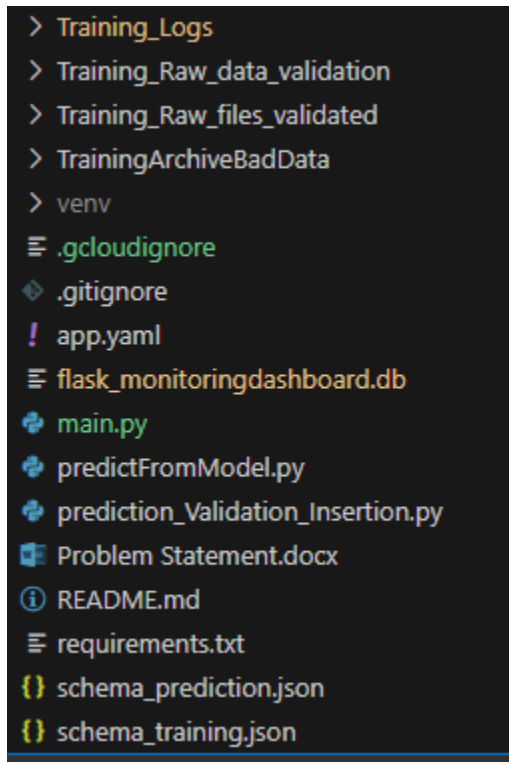 Training_Logs
Training_Raw_data_validation
Training_Raw_files_validated
TrainingArchiveBadData
venv
.gcloudignore
.gitignore
app.yaml
flask_monitoringdashboard.db
main.py
predictFromModel.py
prediction_Validation_Insertion.py
Problem Statement.docx
README.md
requirements.txt
schema_prediction.json
schema_training.json